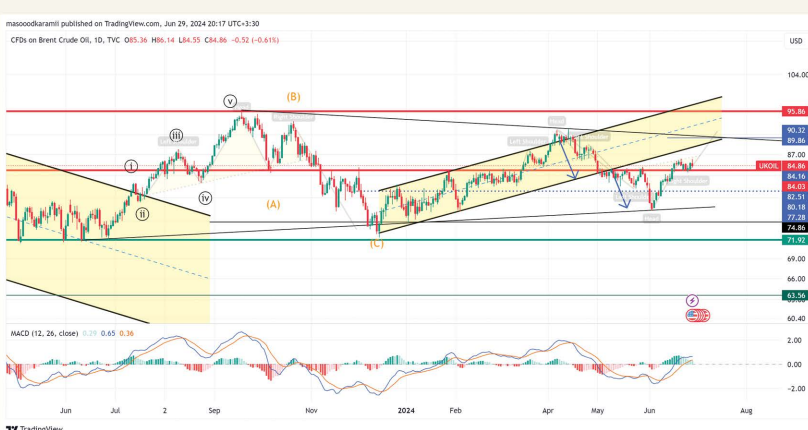 masooodkaramii published on TradingView.com, Jun 29, 2024 20:17 UTC+3:30
CFDs on Brent Crude Oil, 1D, TVC O85.36 H86.14 L84.55 C84.86 −0.52 (−0.61%)
USD
104.00
v
(B)
95.86
90.32
89.86
(iii)
87.00
i
UKOIL 84.86
84.16
84.03
iv
(A)
82.51
ii
80.18
77.28
74.86
(C)
71.92
69.00
66.00
63.56
60.40
MACD (12, 26, close) 0.29 0.65 0.36
2.00
0.00
−2.00
Jun Jul 2 Sep Nov 2024 Feb Apr May Jun Aug
TradingView